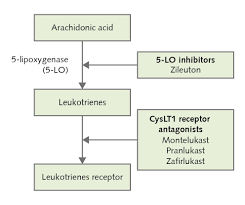 Arachidonic acid
5-lipoxygenase
(5-LO)
5-LO inhibitors
Zileuton
Leukotrienes
CysLT1 receptor
antagonists
Montelukast
Pranlukast
Zafirlukast
Leukotrienes receptor